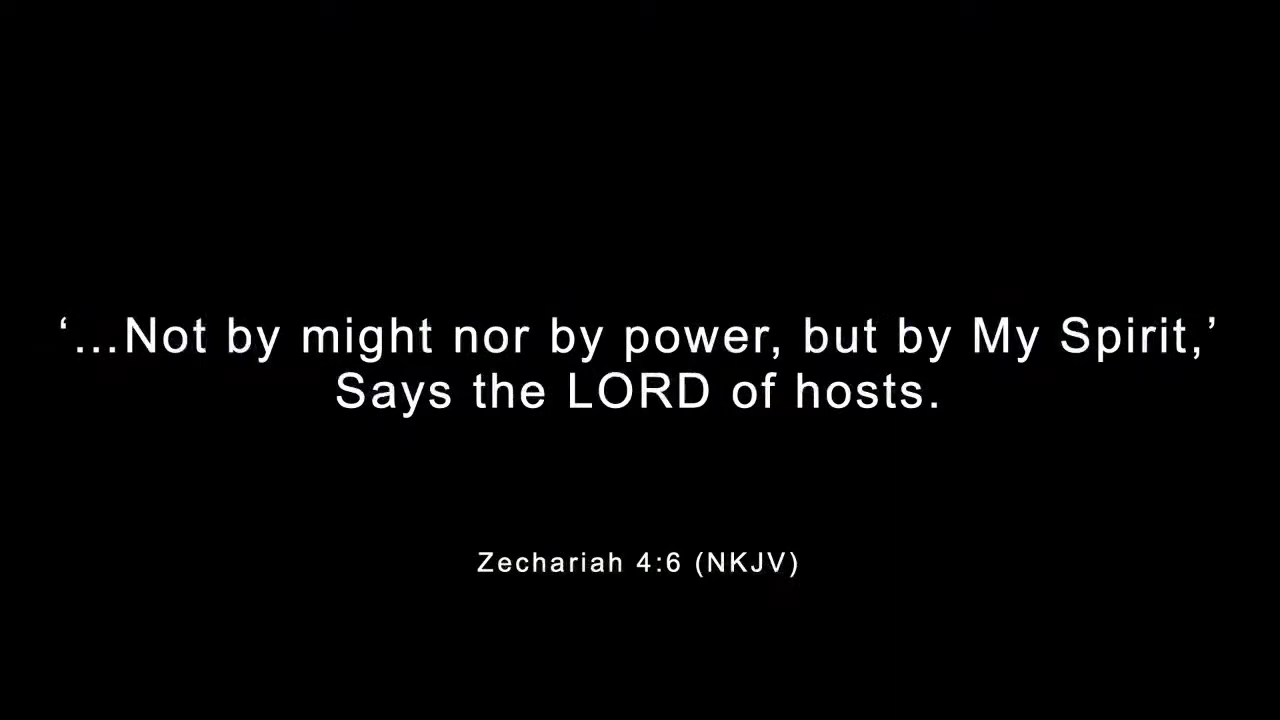 ‘...Not by might nor by power, but by My Spirit,’
Says the LORD of hosts.
Zechariah 4:6 (NKJV)